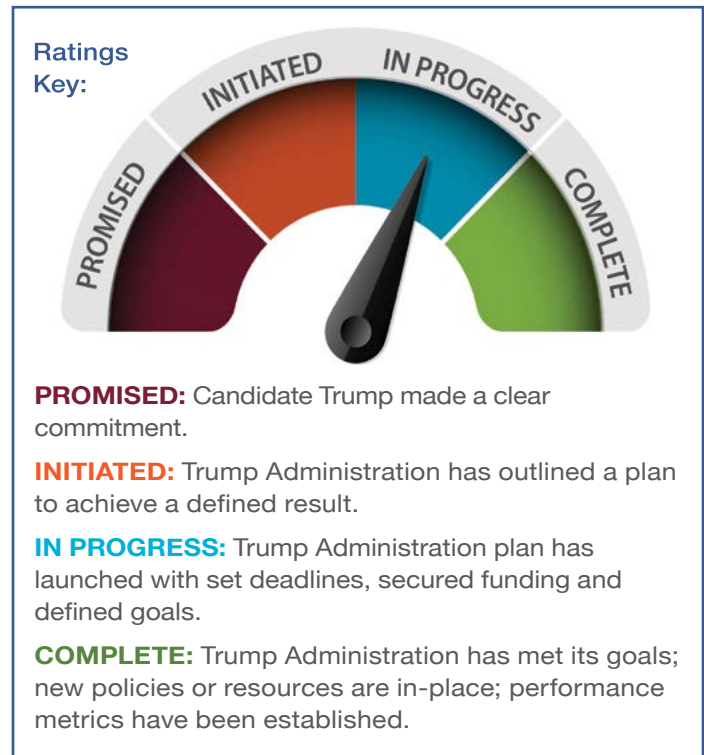 Ratings
Key:
PROMISED
INITIATED
IN PROGRESS
COMPLETE
PROMISED: Candidate Trump made a clear
commitment.
INITIATED: Trump Administration has outlined a plan
to achieve a defined result.
IN PROGRESS: Trump Administration plan has
launched with set deadlines, secured funding and
defined goals.
COMPLETE: Trump Administration has met its goals;
new policies or resources are in-place; performance
metrics have been established.